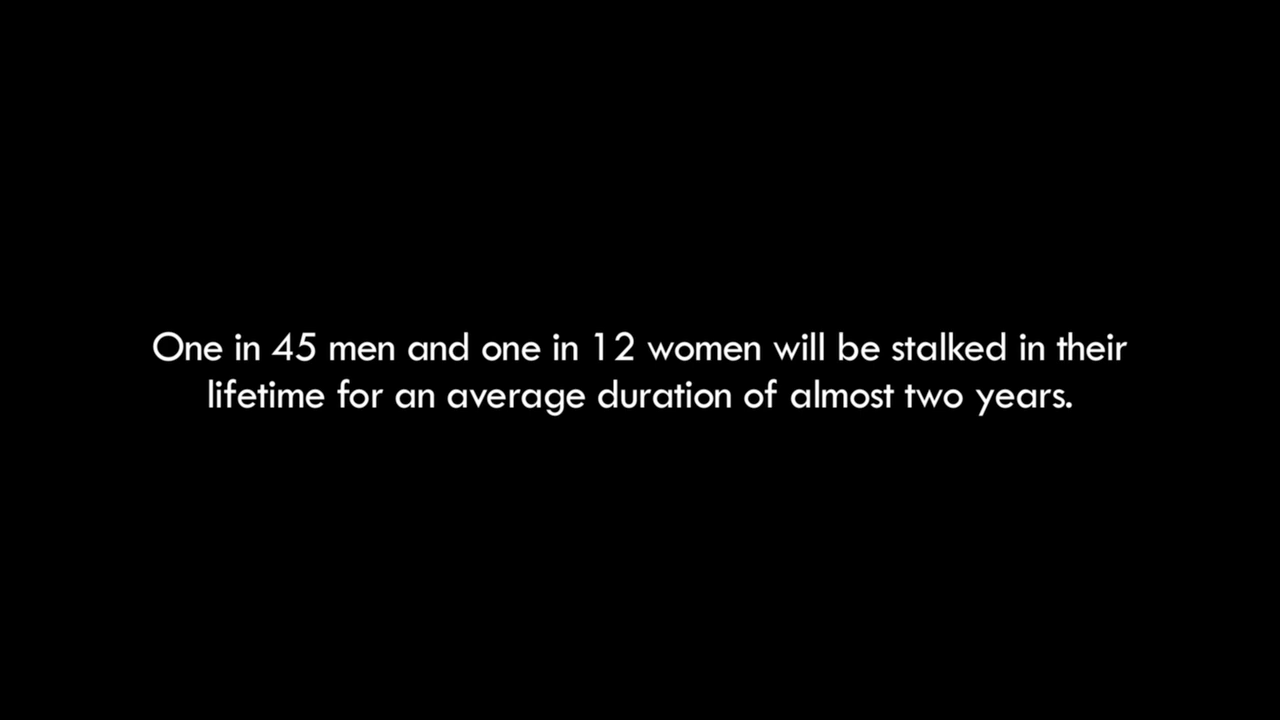 One in 45 men and one in 12 women will be stalked in their
lifetime for an average duration of almost two years.